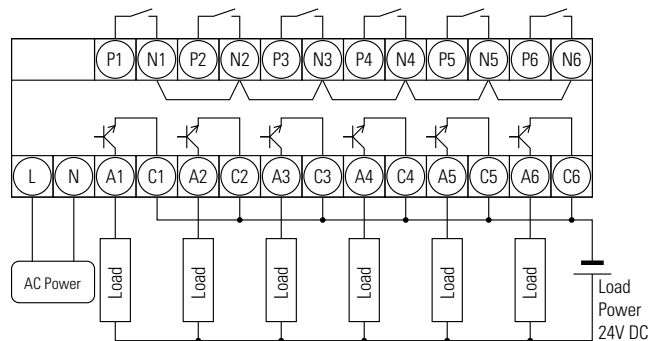 P1 N1 P2 N2 P3 N3 P4 N4 P5 N5 P6 N6
L N A1 C1 A2 C2 A3 C3 A4 C4 A5 C5 A6 C6
AC Power
Load
Load
Load
Load
Load
Load
Load
Power
24V DC